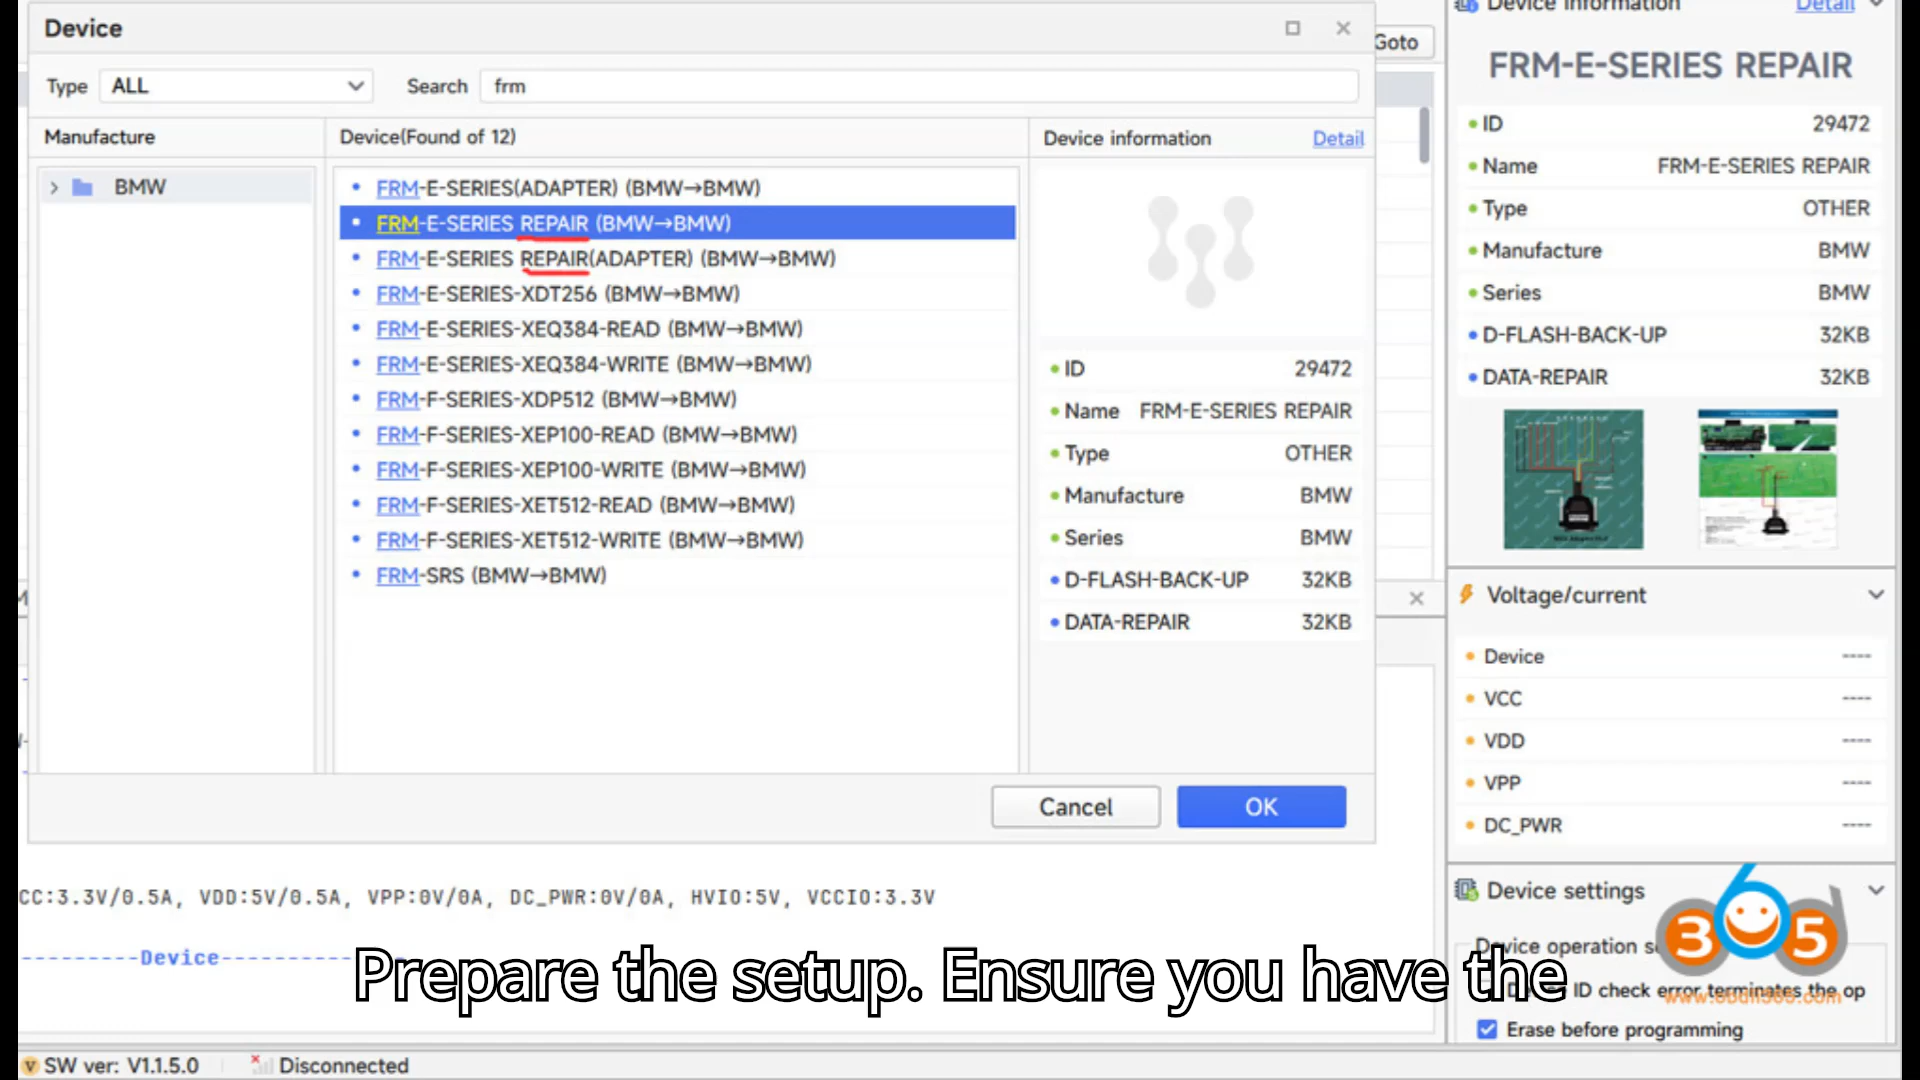 Device
Type ALL
Search frm
Goto
Manufacture
Device(Found of 12)
Device information
Detail
BMW
FRM-E-SERIES(ADAPTER) (BMW→BMW)
FRM-E-SERIES REPAIR (BMW→BMW)
FRM-E-SERIES REPAIR(ADAPTER) (BMW→BMW)
FRM-E-SERIES-XDT256 (BMW→BMW)
FRM-E-SERIES-XEQ384-READ (BMW→BMW)
FRM-E-SERIES-XEQ384-WRITE (BMW→BMW)
FRM-F-SERIES-XDP512 (BMW→BMW)
FRM-F-SERIES-XEP100-READ (BMW→BMW)
FRM-F-SERIES-XEP100-WRITE (BMW→BMW)
FRM-F-SERIES-XET512-READ (BMW→BMW)
FRM-F-SERIES-XET512-WRITE (BMW→BMW)
FRM-SRS (BMW→BMW)
ID 29472
Name FRM-E-SERIES REPAIR
Type OTHER
Manufacture BMW
Series BMW
D-FLASH-BACK-UP 32KB
DATA-REPAIR 32KB
Cancel
OK
Device information
Detail
FRM-E-SERIES REPAIR
ID 29472
Name FRM-E-SERIES REPAIR
Type OTHER
Manufacture BMW
Series BMW
D-FLASH-BACK-UP 32KB
DATA-REPAIR 32KB
Voltage/current
Device ----
VCC ----
VDD ----
VPP ----
DC_PWR ----
Device settings
Device operation
ID check error terminates the op
Erase before programming
365
www.obdii365.com
CC:3.3V/0.5A, VDD:5V/0.5A, VPP:0V/0A, DC_PWR:0V/0A, HVIO:5V, VCCIO:3.3V
---------Device---------
Prepare the setup. Ensure you have the
SW ver: V1.1.5.0
Disconnected